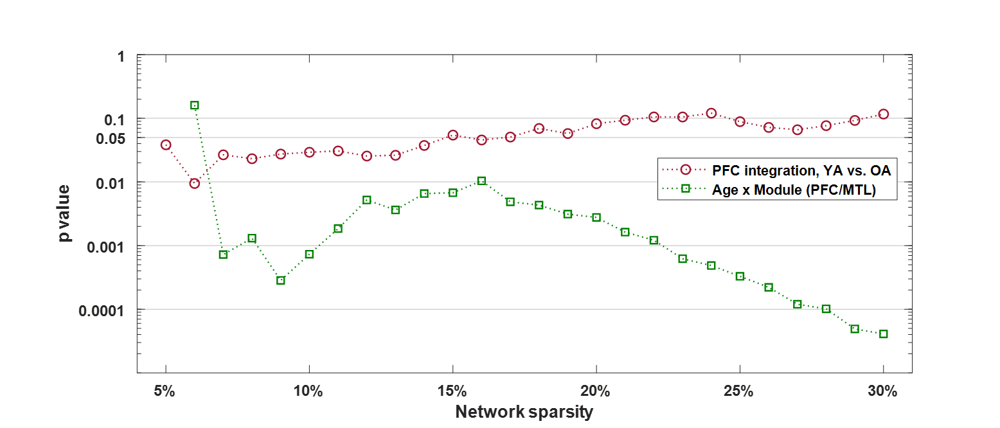 1
0.1
0.05
0.01
0.001
0.0001
p value
PFC integration, YA vs. OA
Age x Module (PFC/MTL)
5% 10% 15% 20% 25% 30%
Network sparsity